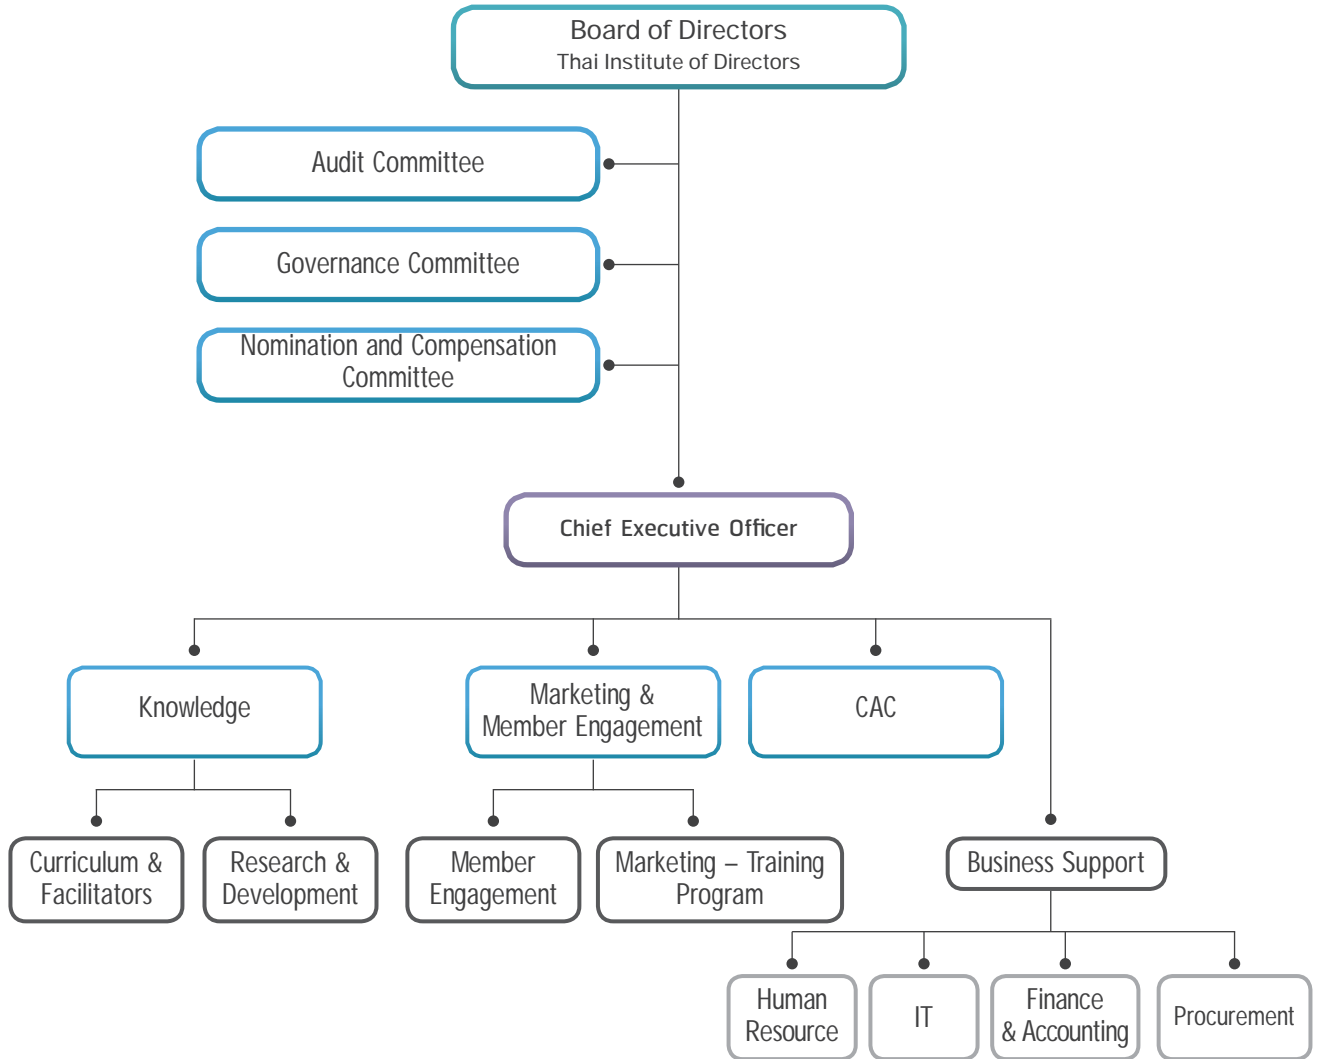 Board of Directors
Thai Institute of Directors
Audit Committee
Governance Committee
Nomination and Compensation
Committee
Chief Executive Officer
Knowledge
Marketing &
Member Engagement
CAC
Curriculum &
Facilitators
Research &
Development
Member
Engagement
Marketing – Training
Program
Business Support
Human
Resource
IT
Finance
& Accounting
Procurement